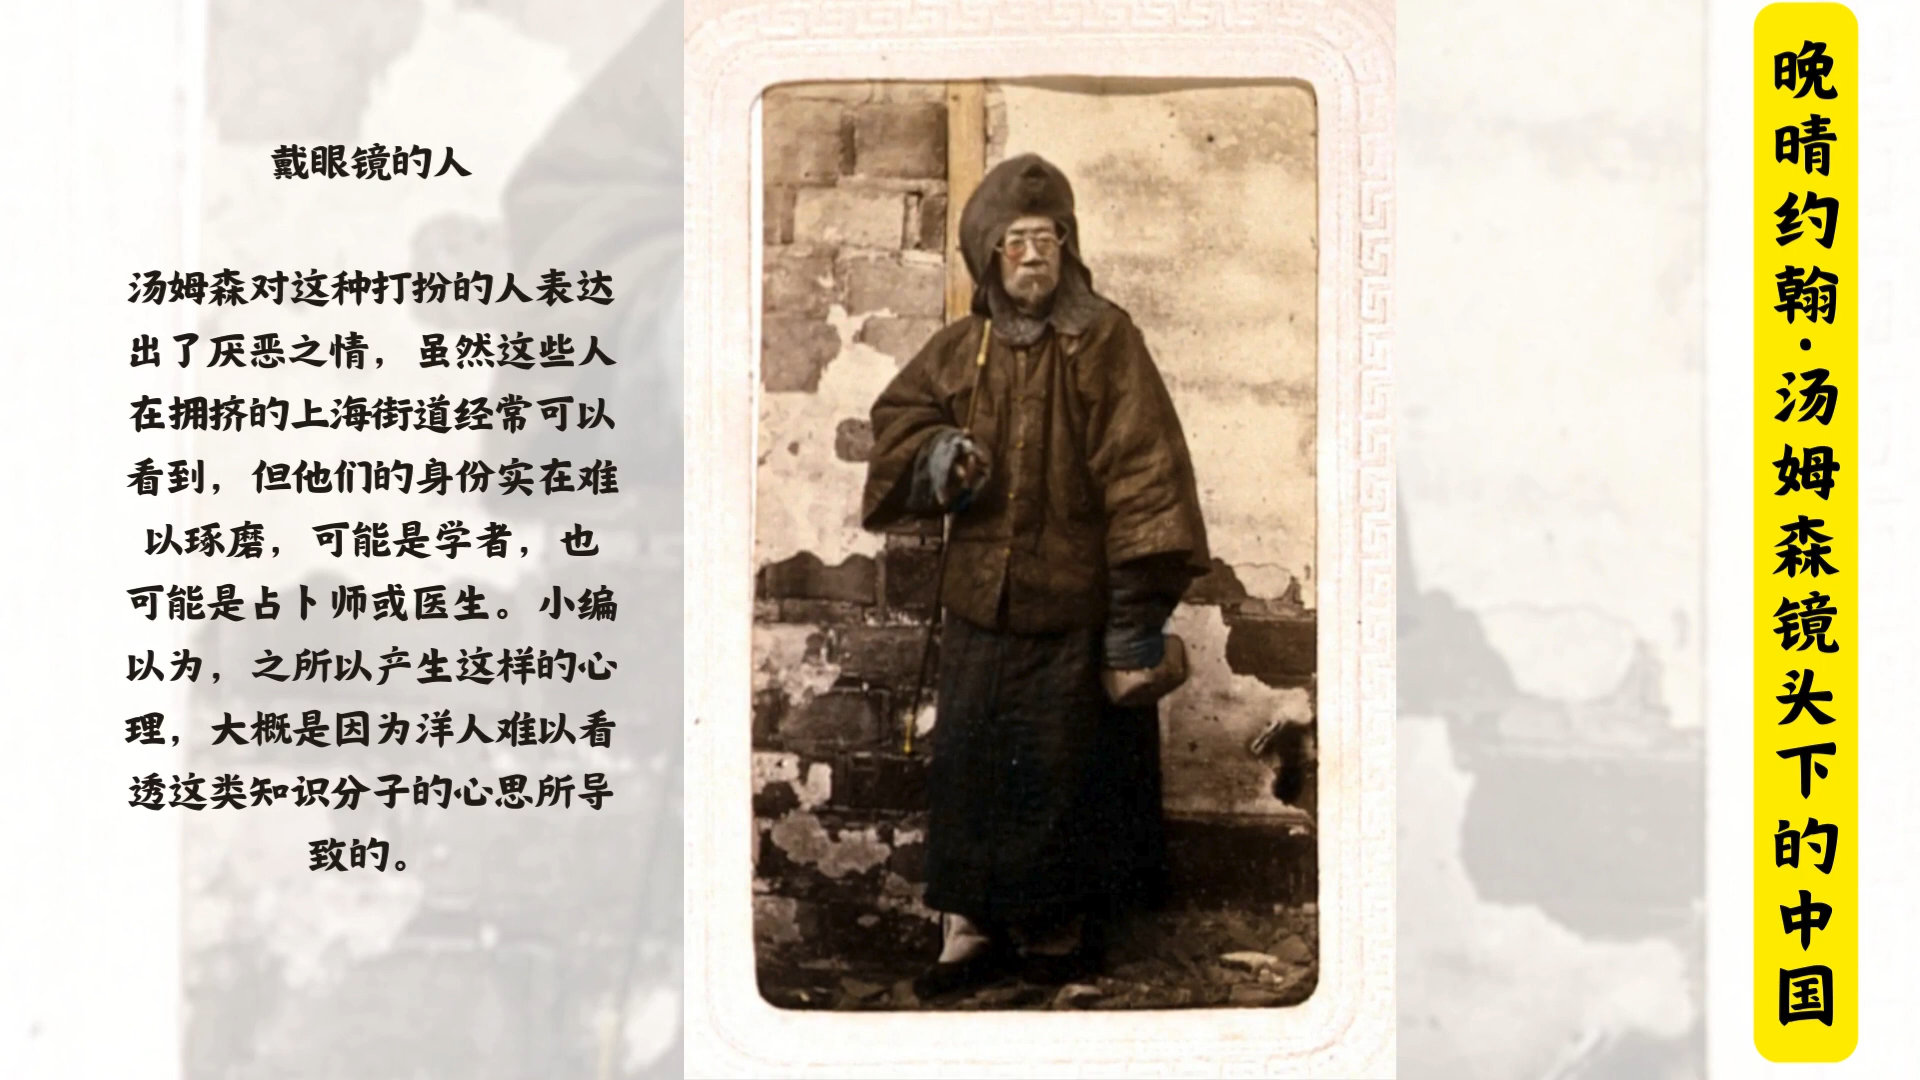 戴眼镜的人
汤姆森对这种打扮的人表达
出了厌恶之情，虽然这些人
在拥挤的上海街道经常可以
看到，但他们的身份实在难
以琢磨，可能是学者，也
可能是占卜师或医生。小编
以为，之所以产生这样的心
理，大概是因为洋人难以看
透这类知识分子的心思所导
致的。
晚晴约翰·汤姆森镜头下的中国